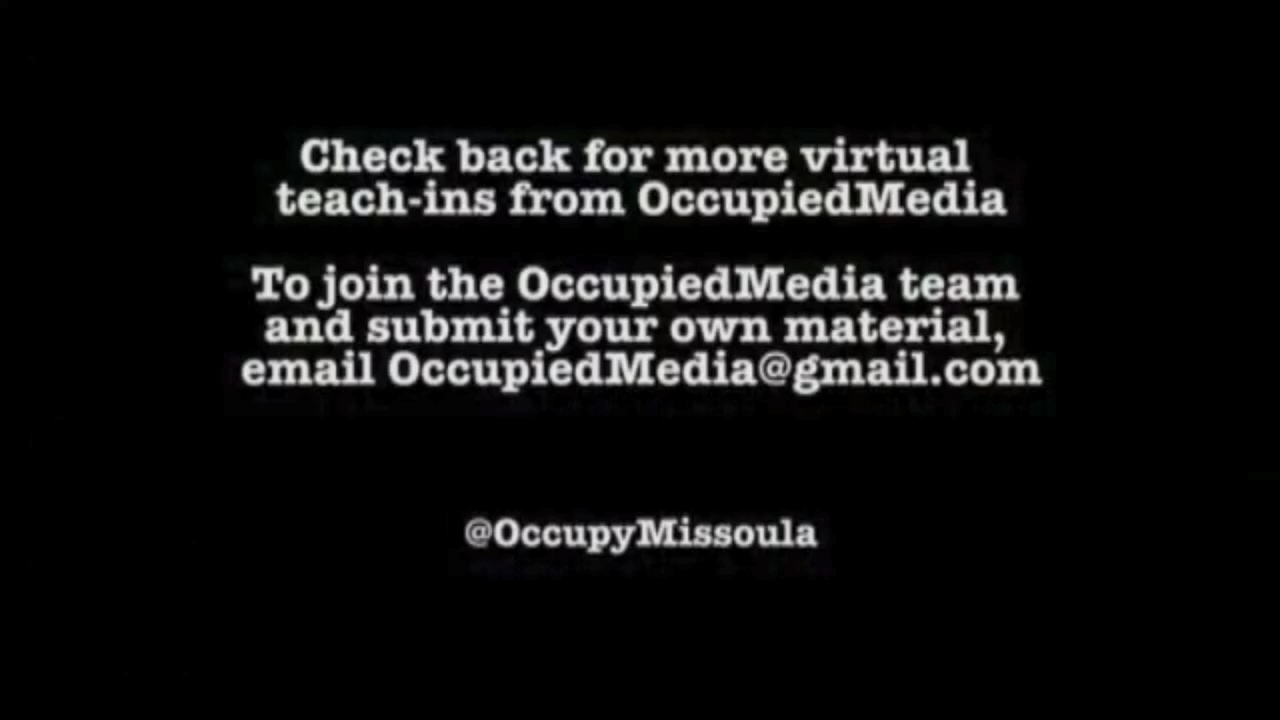 Check back for more virtual
teach-ins from OccupiedMedia
To join the OccupiedMedia team
and submit your own material,
email OccupiedMedia@gmail.com
@OccupyMissoula